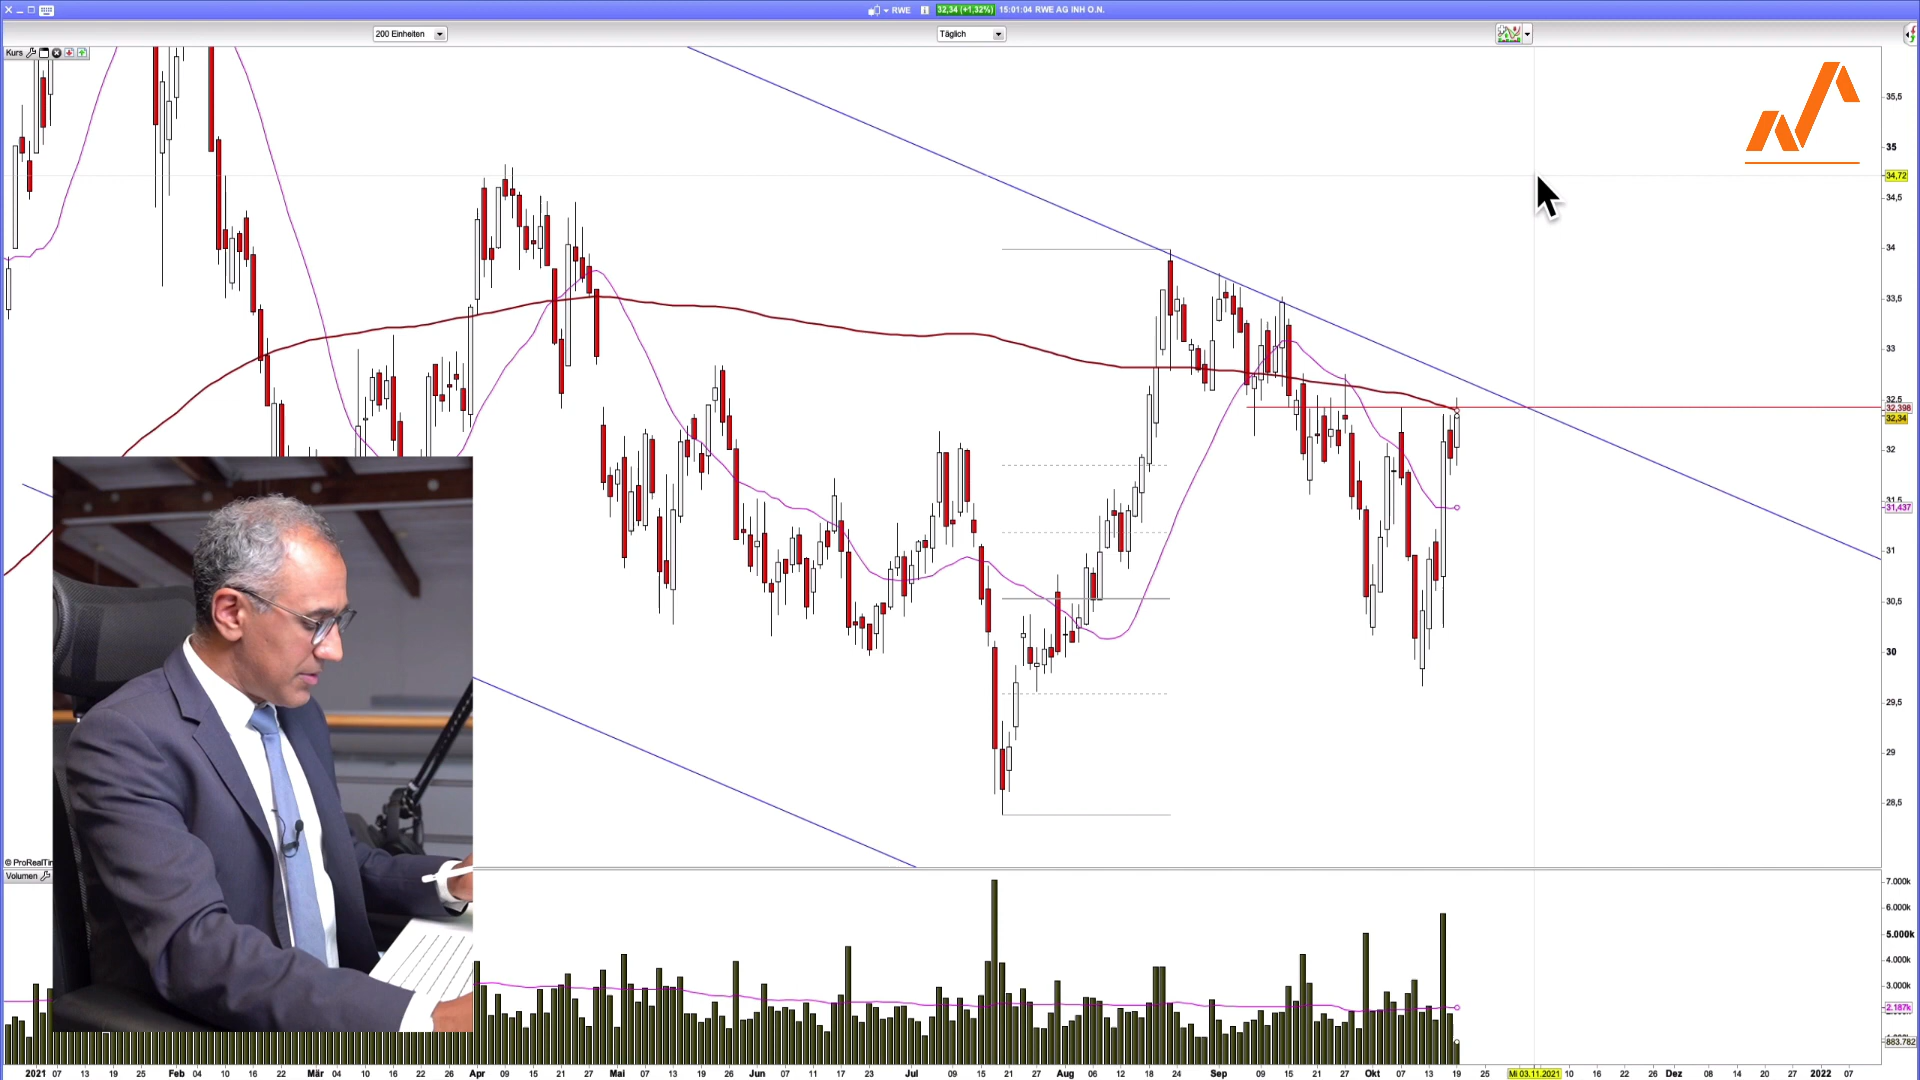 RWE 32,34 (+1,32%) 15:01:04 RWE AG INH O.N.
200 Einheiten
Täglich
Kurs
35,5
35
34,72
34,5
34
33,5
33
32,5
32,398
32,34
32
31,5
31,437
31
30,5
30
29,5
29
28,5
© ProRealTi
Volumen
7.000k
6.000k
5.000k
4.000k
3.000k
2.187k
883.782
2021 07 13 19 25 Feb 04 10 16 22 Mär 04 10 16 22 Apr 09 15 21 27 Mai 07 13 19 25 Jun 07 15 21 27 Jul 09 15 21 27 Aug 06 12 18 24 Sep 09 15 21 27 Okt 07 13 19 25 Mi 03.11.2021 10 16 22 26 Dez 08 14 20 27 2022 07